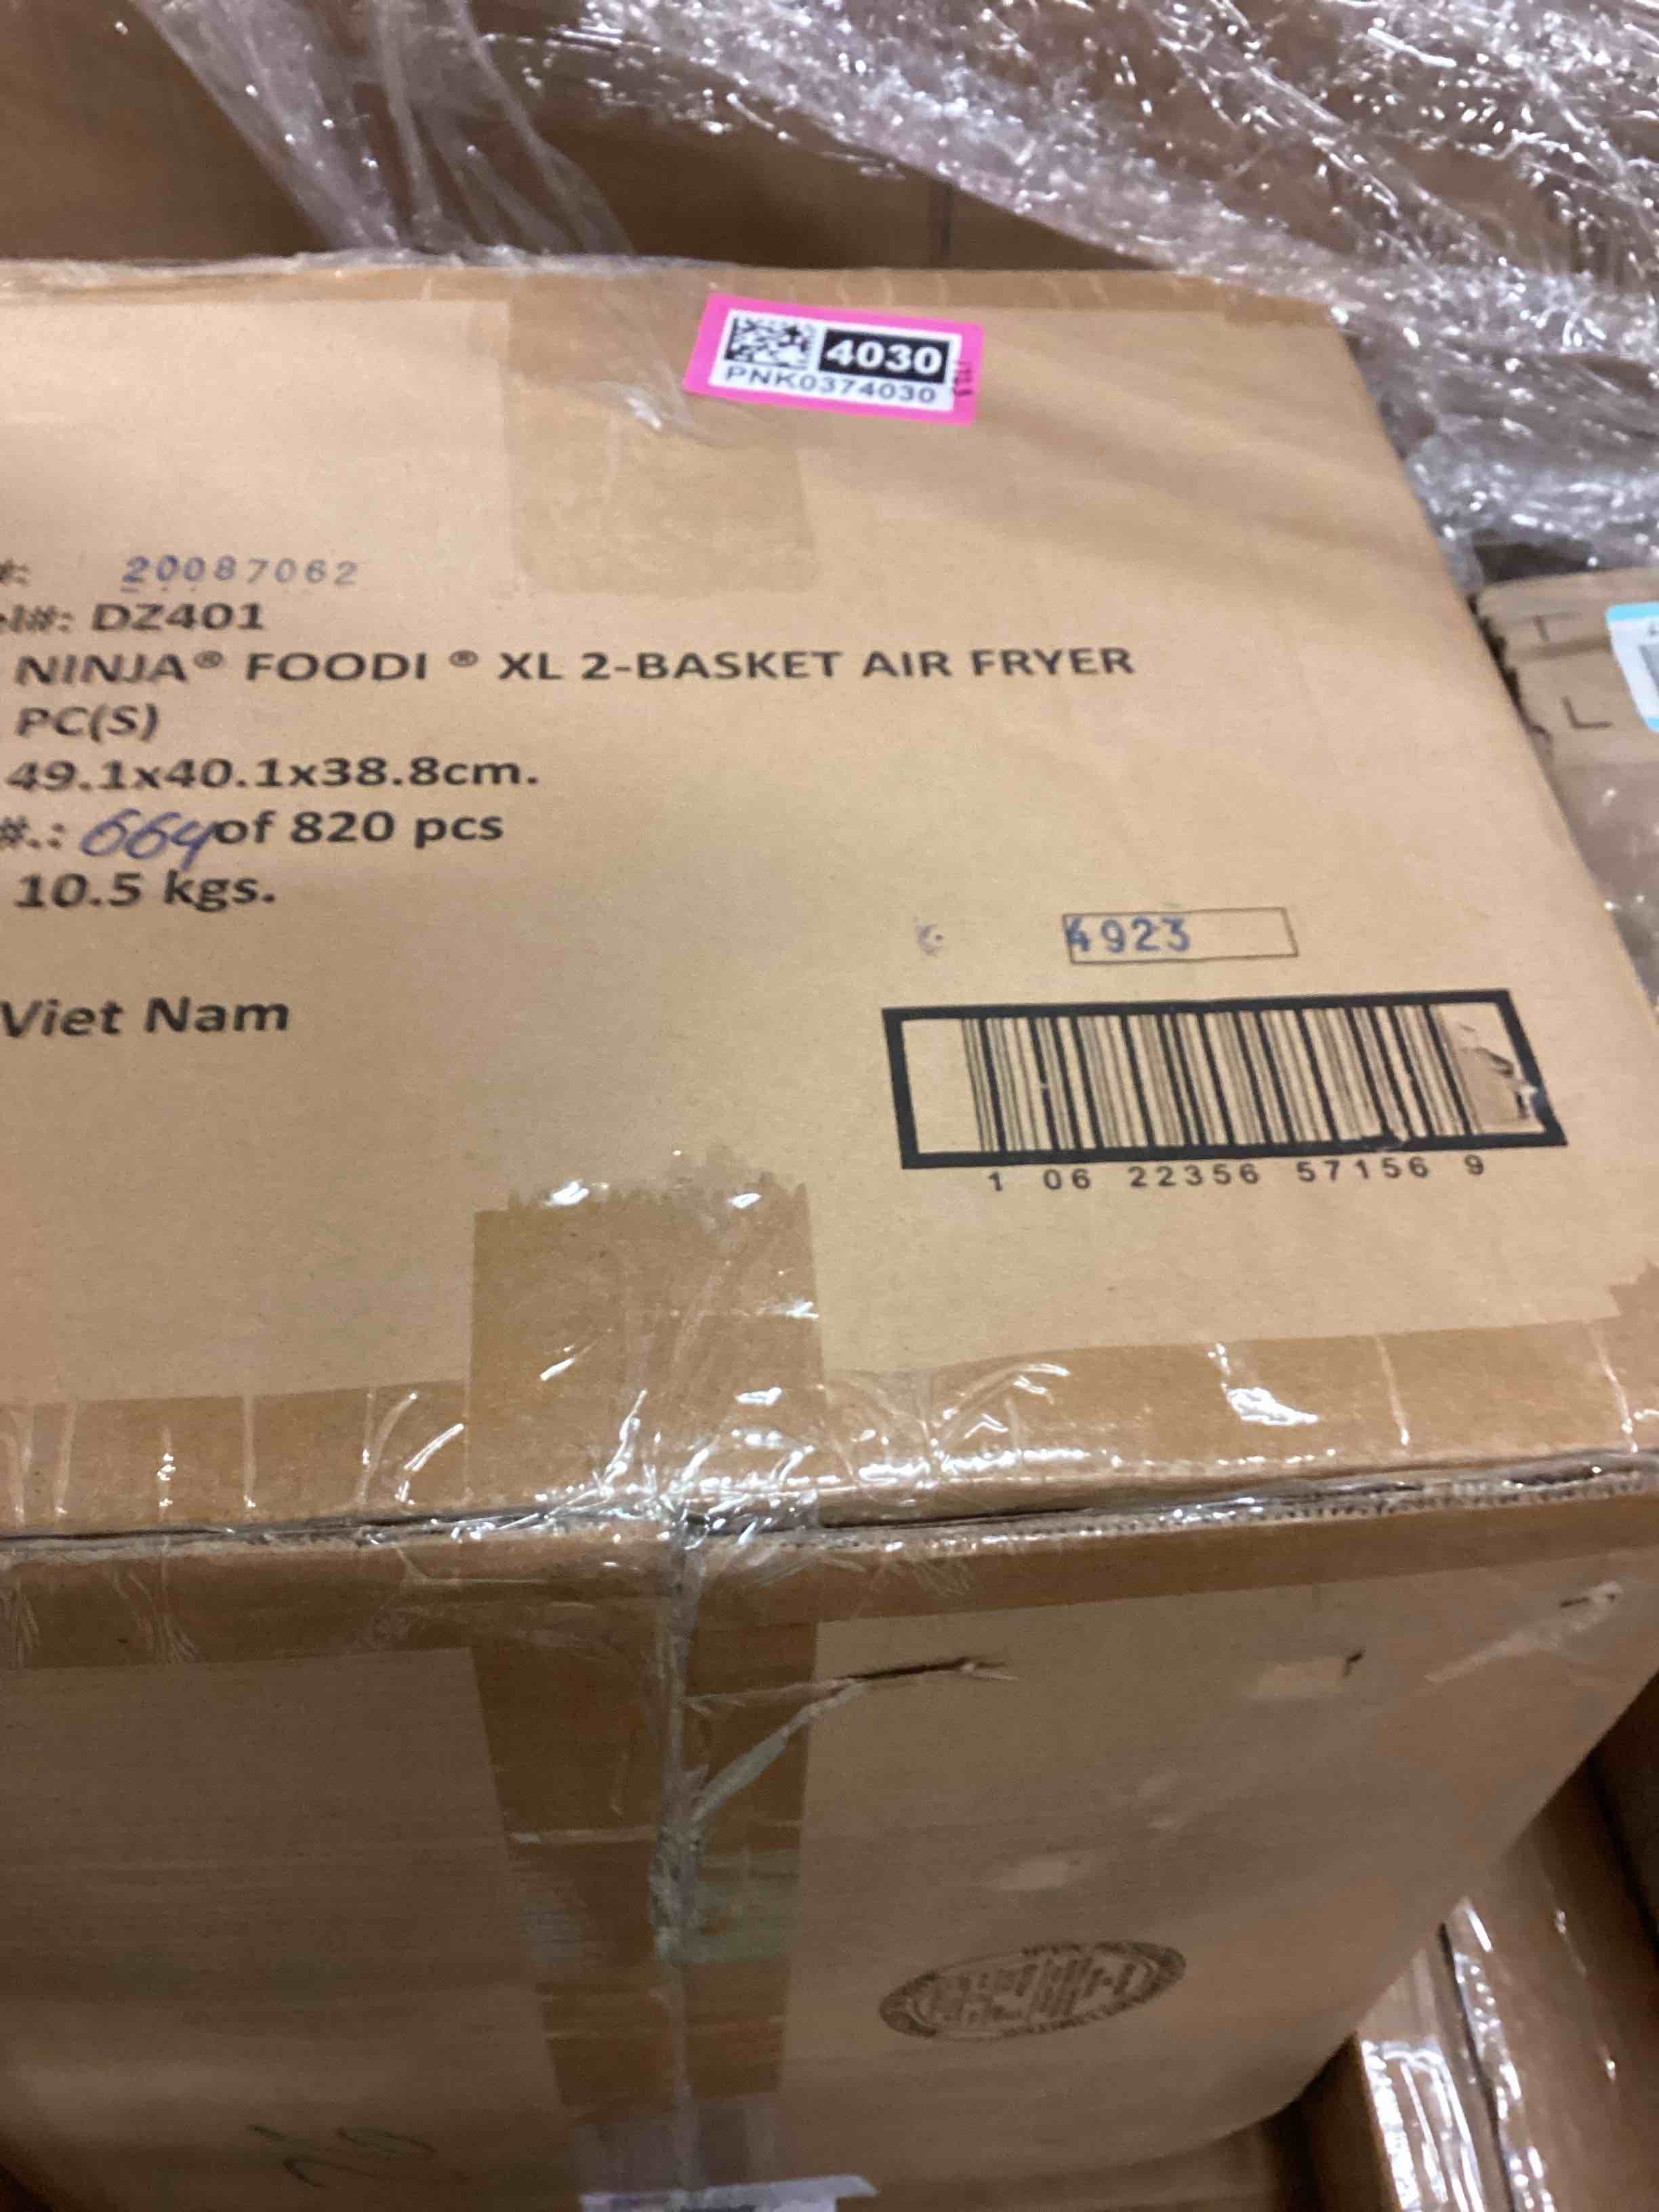 4030
PNK0374030
#: 20087062
el#: DZ401
NINJA® FOODI ® XL 2-BASKET AIR FRYER
PC(S)
49.1x40.1x38.8cm.
#.: 664 of 820 pcs
10.5 kgs.
4923
Viet Nam
1 06 22356 57156 9